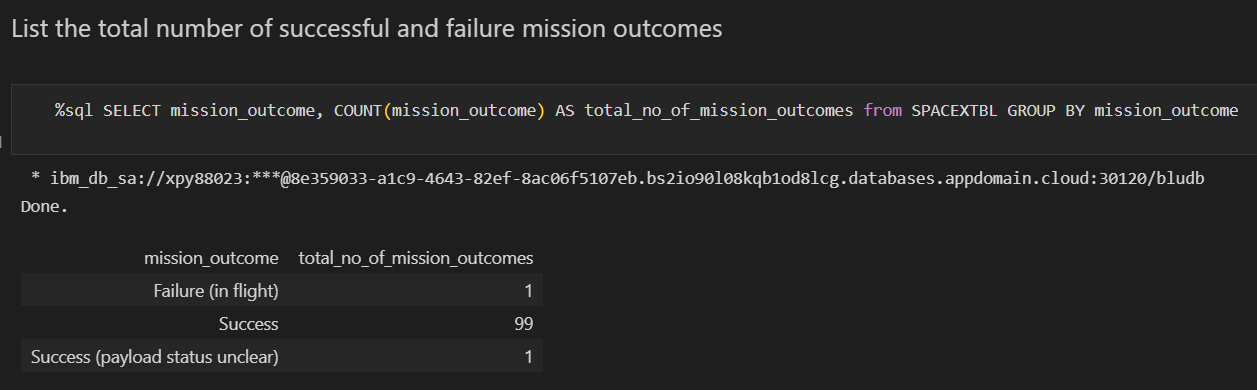 List the total number of successful and failure mission outcomes
%sql SELECT mission_outcome, COUNT(mission_outcome) AS total_no_of_mission_outcomes from SPACEXTBL GROUP BY mission_outcome
* ibm_db_sa://xpy88023:***@8e359033-a1c9-4643-82ef-8ac06f5107eb.bs2io90l08kqb1od8lcg.databases.appdomain.cloud:30120/bludb
Done.
mission_outcome total_no_of_mission_outcomes
Failure (in flight) 1
Success 99
Success (payload status unclear) 1